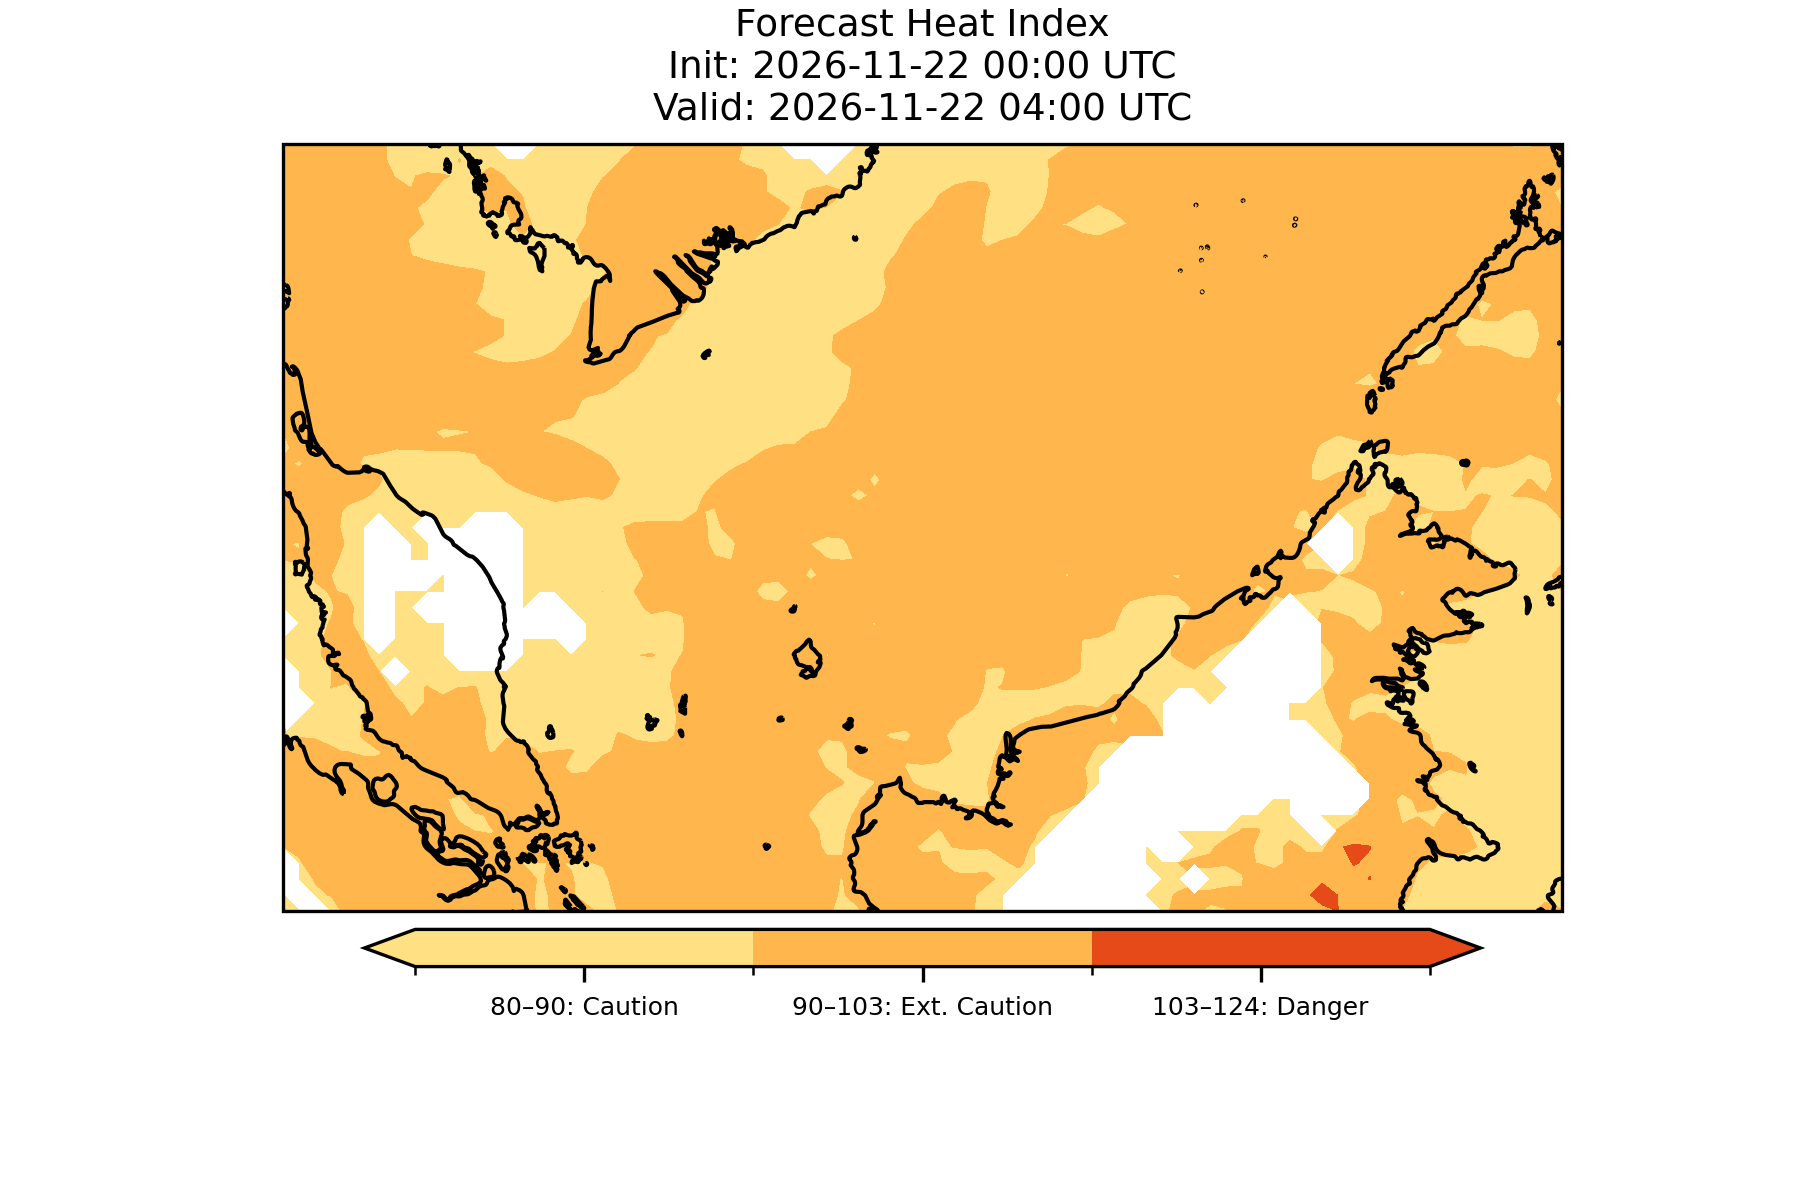 Forecast Heat Index
Init: 2026-11-22 00:00 UTC
Valid: 2026-11-22 04:00 UTC
80–90: Caution
90–103: Ext. Caution
103–124: Danger